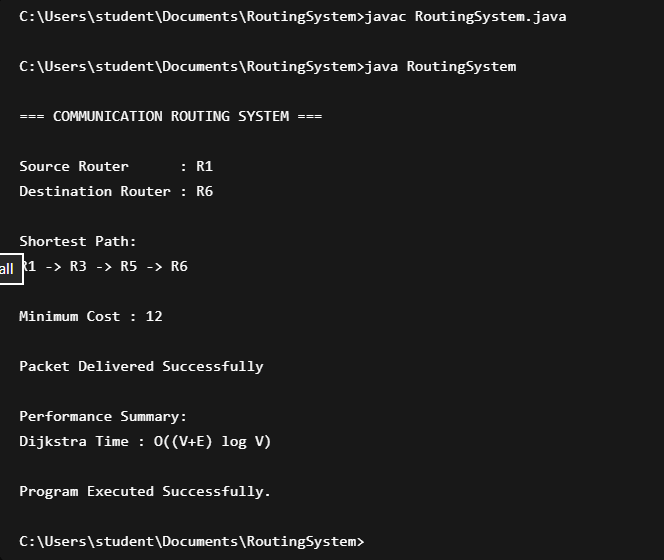 C:\Users\student\Documents\RoutingSystem>javac RoutingSystem.java
C:\Users\student\Documents\RoutingSystem>java RoutingSystem
=== COMMUNICATION ROUTING SYSTEM ===
Source Router      : R1
Destination Router : R6
Shortest Path:
all
R1 -> R3 -> R5 -> R6
Minimum Cost : 12
Packet Delivered Successfully
Performance Summary:
Dijkstra Time : O((V+E) log V)
Program Executed Successfully.
C:\Users\student\Documents\RoutingSystem>